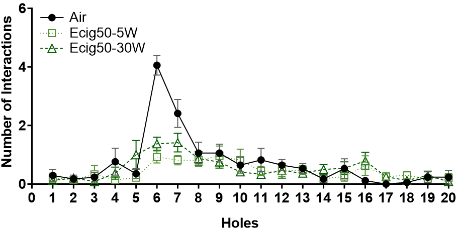 6
4
2
0
Number of Interactions
Air
Ecig50-5W
Ecig50-30W
0 1 2 3 4 5 6 7 8 9 10 11 12 13 14 15 16 17 18 19 20
Holes